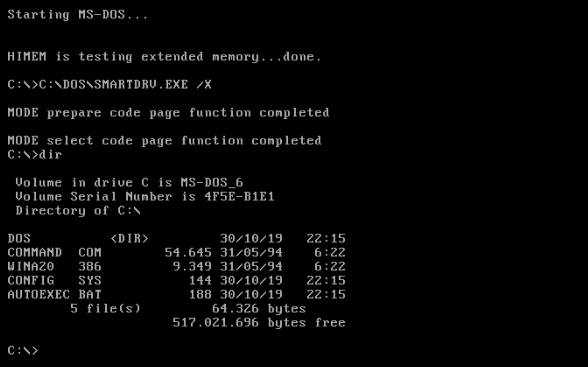 Starting MS-DOS...
HIMEM is testing extended memory...done.
C:\>C:\DOS\SMARTDRV.EXE /X
MODE prepare code page function completed
MODE select code page function completed
C:\>dir
Volume in drive C is MS-DOS_6
Volume Serial Number is 4F5E-B1E1
Directory of C:\
DOS          <DIR>         30/10/19   22:15
COMMAND  COM        54.645 31/05/94    6:22
WINA20   386         9.349 31/05/94    6:22
CONFIG   SYS           144 30/10/19   22:15
AUTOEXEC BAT           188 30/10/19   22:15
5 file(s)         64.326 bytes
517.021.696 bytes free
C:\>